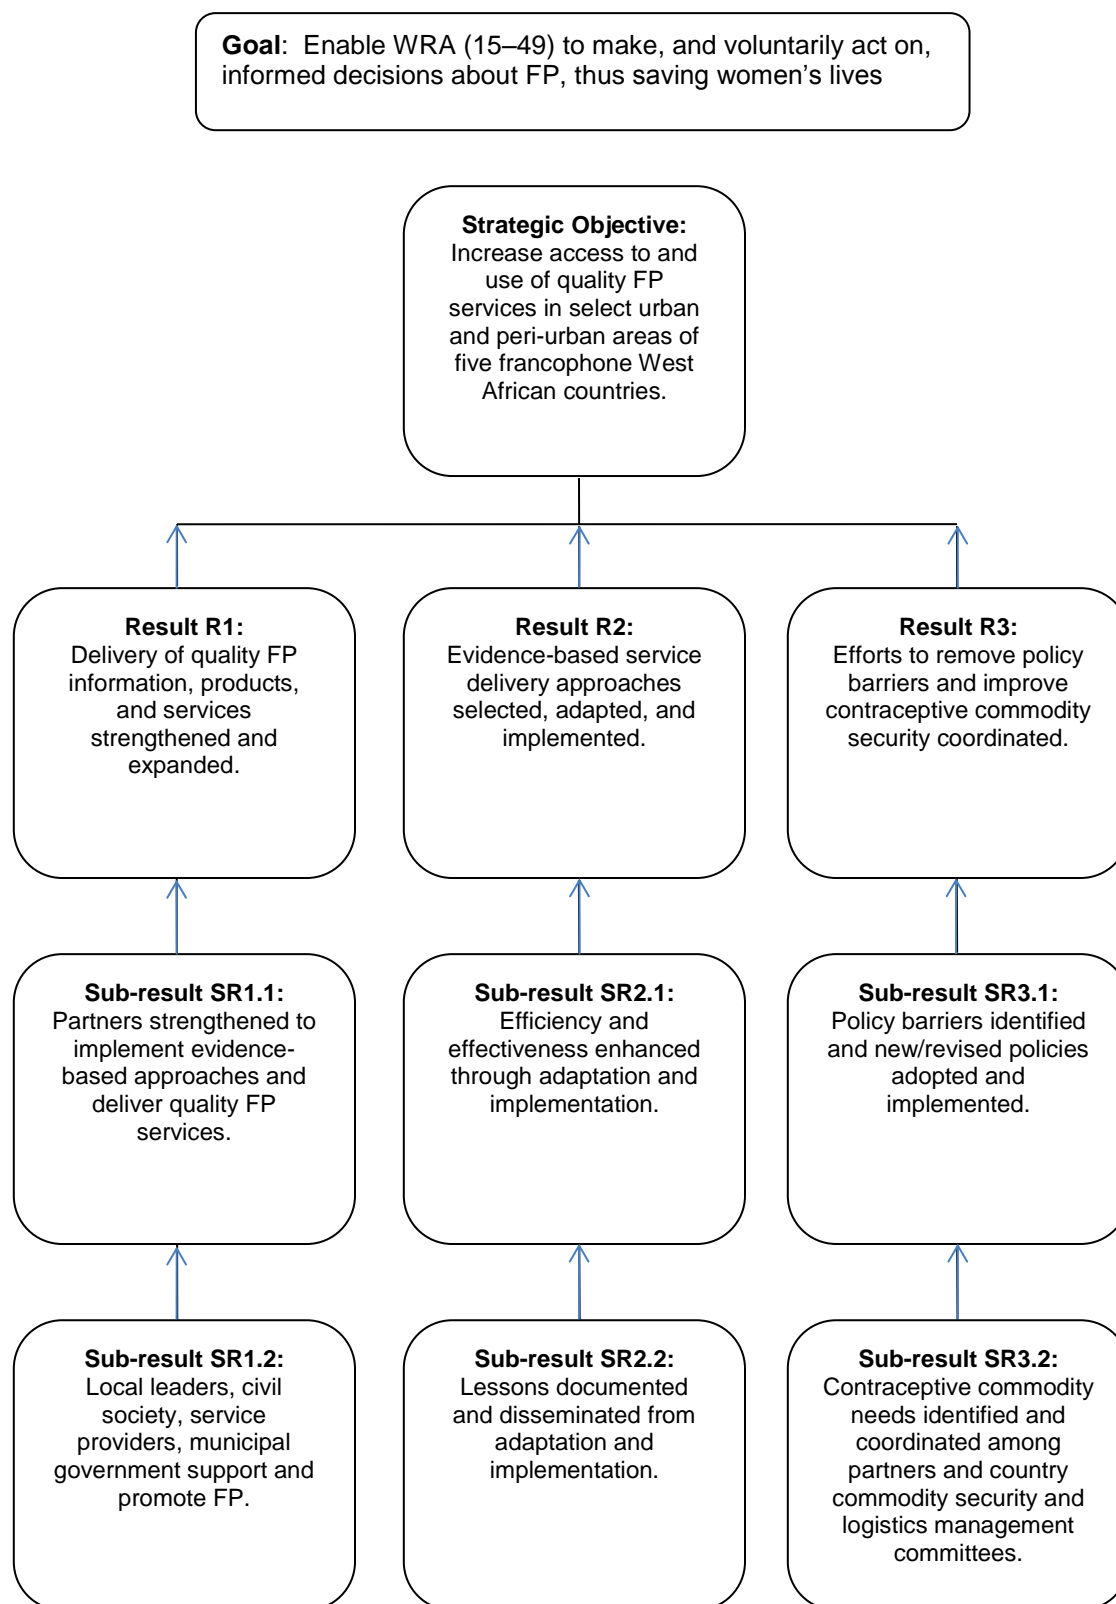 Goal:  Enable WRA (15–49) to make, and voluntarily act on,
informed decisions about FP, thus saving women’s lives
Strategic Objective:
Increase access to and
use of quality FP
services in select urban
and peri-urban areas of
five francophone West
African countries.
Result R1:
Delivery of quality FP
information, products,
and services
strengthened and
expanded.
Result R2:
Evidence-based service
delivery approaches
selected, adapted, and
implemented.
Result R3:
Efforts to remove policy
barriers and improve
contraceptive commodity
security coordinated.
Sub-result SR1.1:
Partners strengthened to
implement evidence-
based approaches and
deliver quality FP
services.
Sub-result SR2.1:
Efficiency and
effectiveness enhanced
through adaptation and
implementation.
Sub-result SR3.1:
Policy barriers identified
and new/revised policies
adopted and
implemented.
Sub-result SR1.2:
Local leaders, civil
society, service
providers, municipal
government support and
promote FP.
Sub-result SR2.2:
Lessons documented
and disseminated from
adaptation and
implementation.
Sub-result SR3.2:
Contraceptive commodity
needs identified and
coordinated among
partners and country
commodity security and
logistics management
committees.